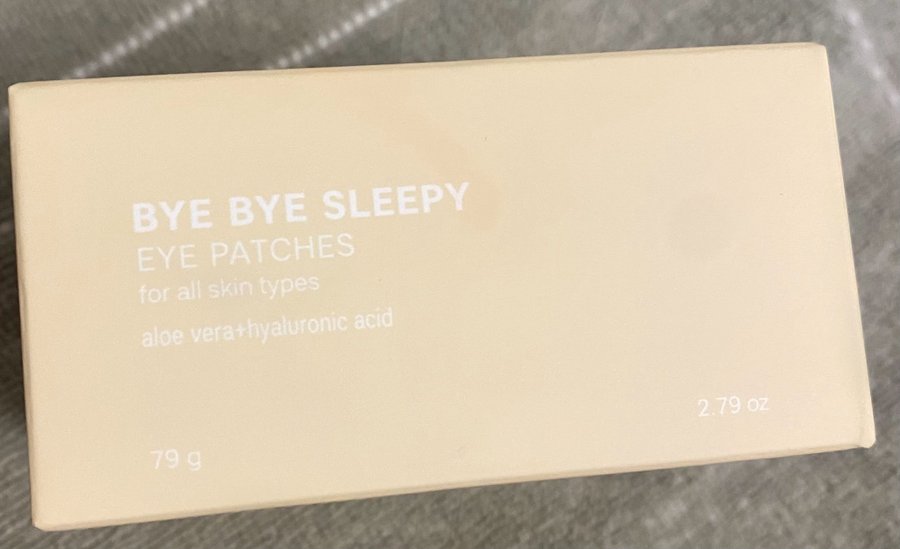 BYE BYE SLEEPY
EYE PATCHES
for all skin types
aloe vera+hyaluronic acid
2.79 oz
79 g